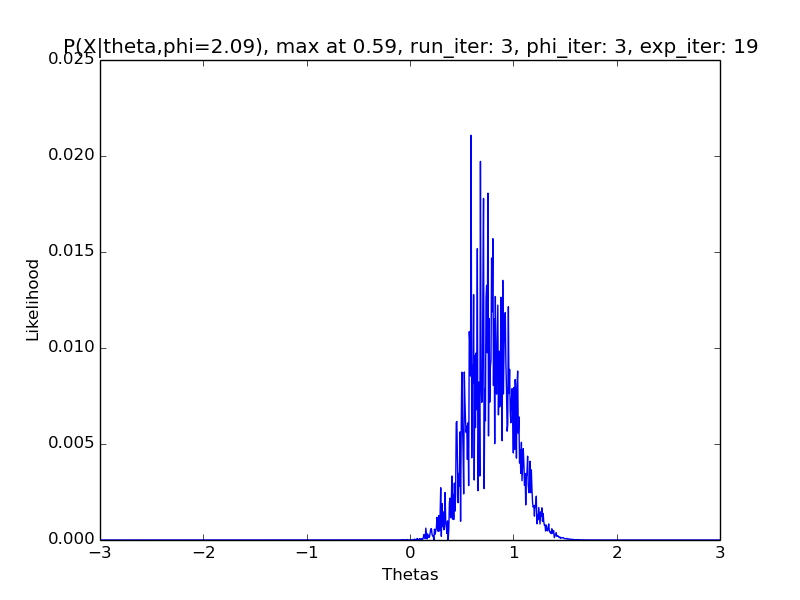 P(X|theta,phi=2.09), max at 0.59, run_iter: 3, phi_iter: 3, exp_iter: 19
0.025
0.020
0.015
0.010
0.005
0.000
Likelihood
−3 −2 −1 0 1 2 3
Thetas